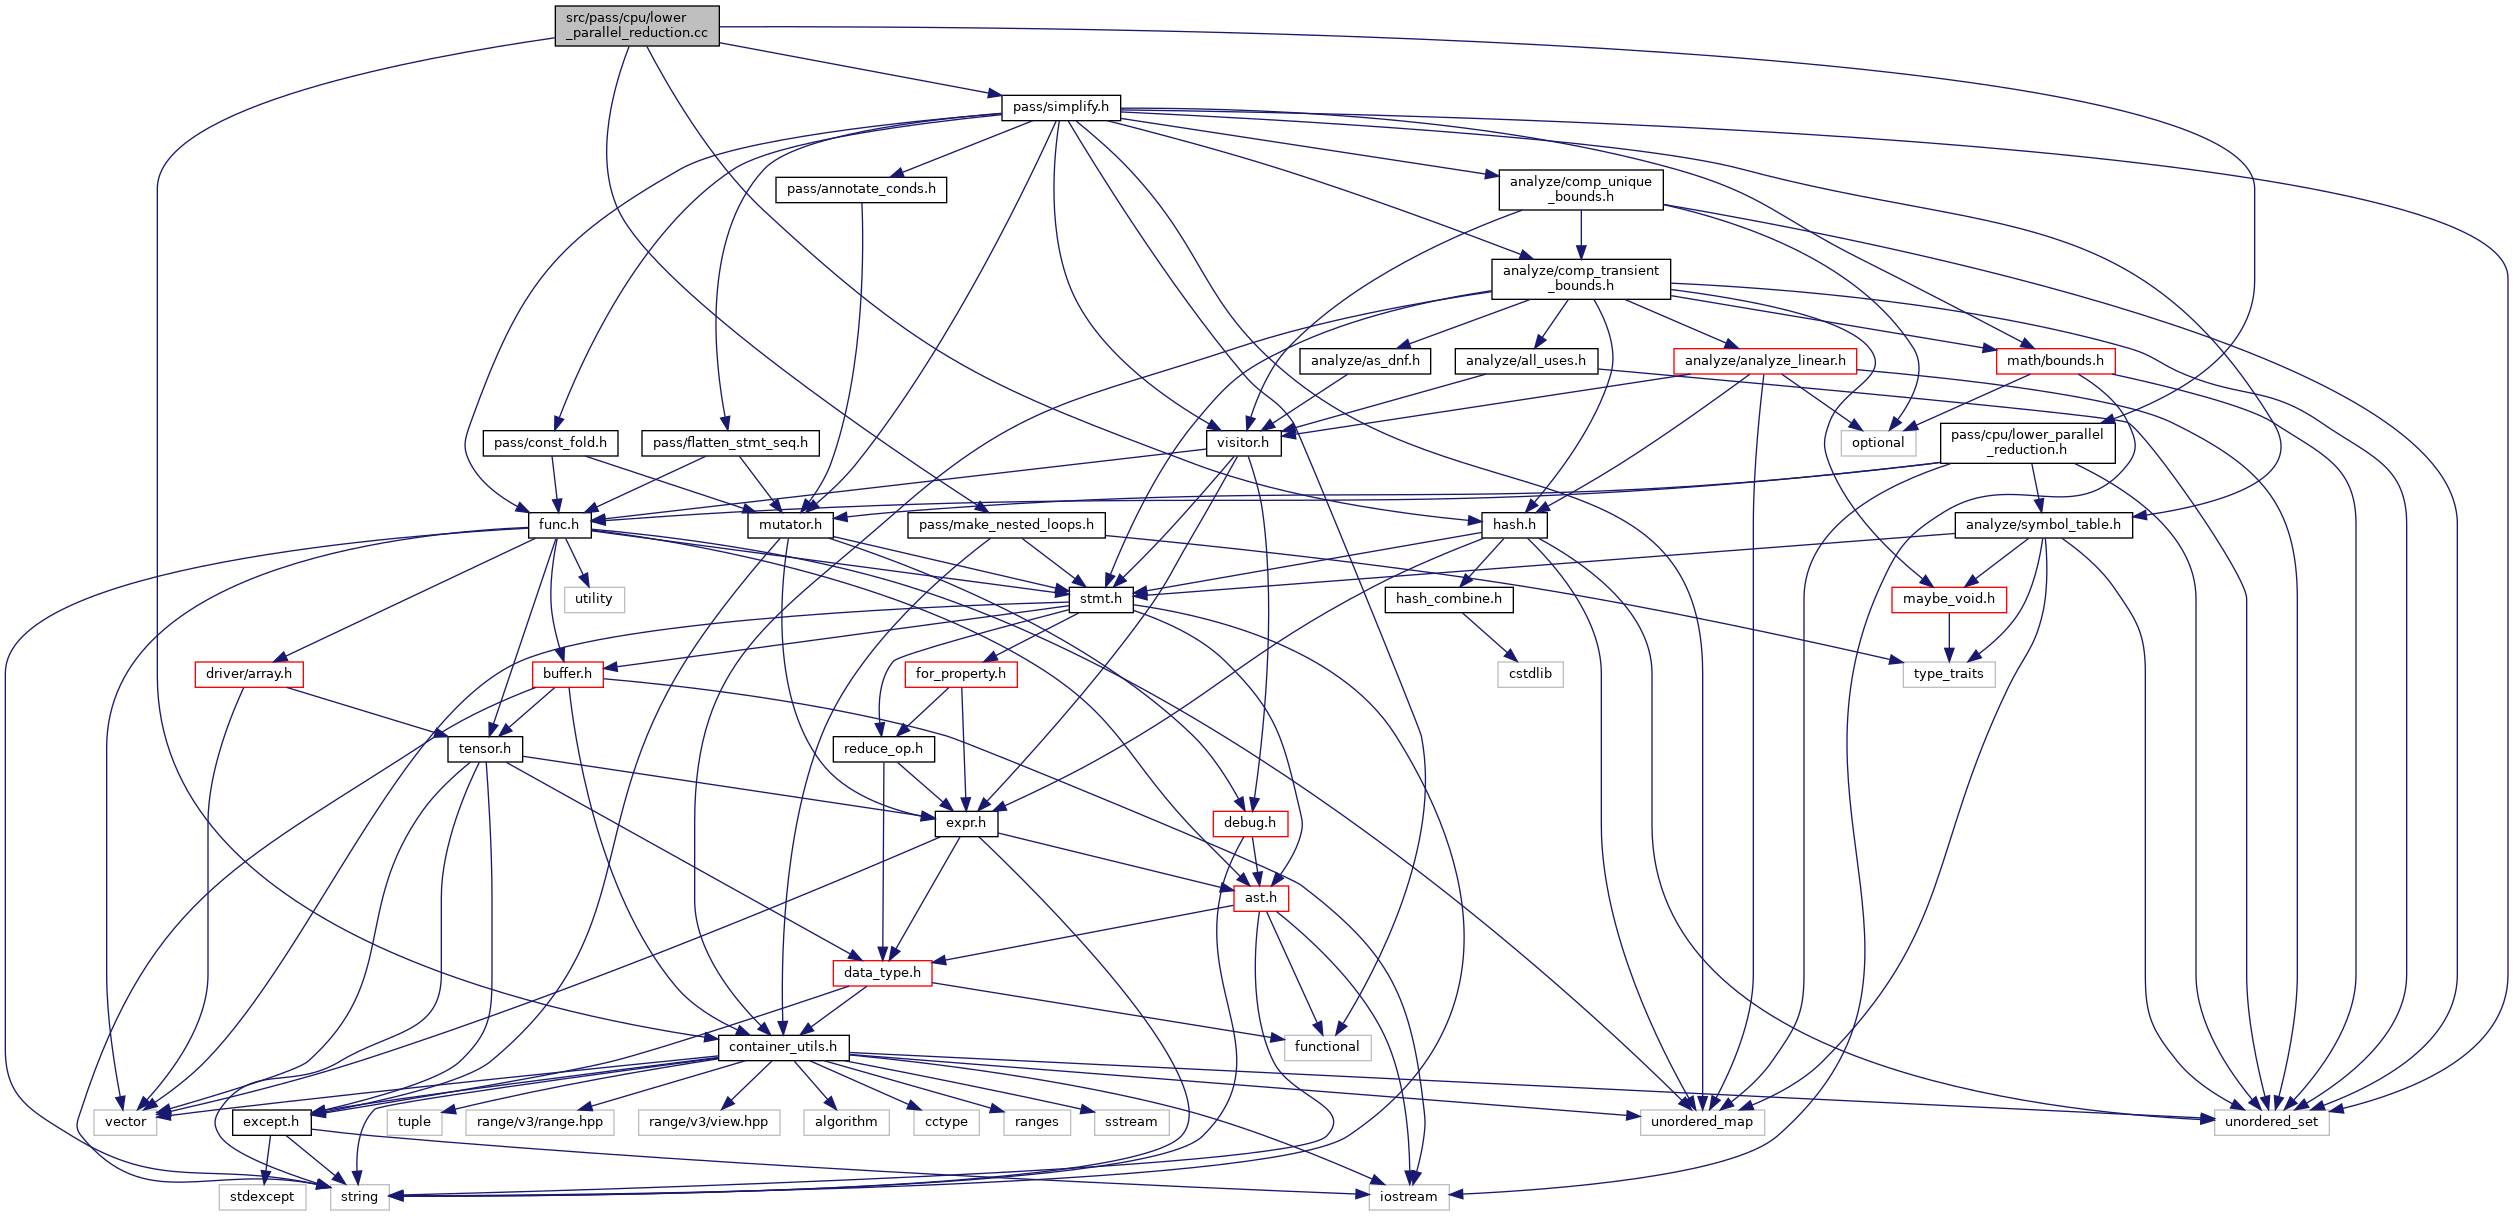 src/pass/cpu/lower
_parallel_reduction.cc
pass/simplify.h
pass/annotate_conds.h
analyze/comp_unique
_bounds.h
analyze/comp_transient
_bounds.h
analyze/as_dnf.h
analyze/all_uses.h
analyze/analyze_linear.h
math/bounds.h
pass/const_fold.h
pass/flatten_stmt_seq.h
visitor.h
optional
pass/cpu/lower_parallel
_reduction.h
func.h
mutator.h
pass/make_nested_loops.h
hash.h
analyze/symbol_table.h
utility
stmt.h
hash_combine.h
maybe_void.h
driver/array.h
buffer.h
for_property.h
cstdlib
type_traits
tensor.h
reduce_op.h
expr.h
debug.h
ast.h
data_type.h
container_utils.h
functional
vector
except.h
tuple
range/v3/range.hpp
range/v3/view.hpp
algorithm
cctype
ranges
sstream
unordered_map
unordered_set
stdexcept
string
iostream